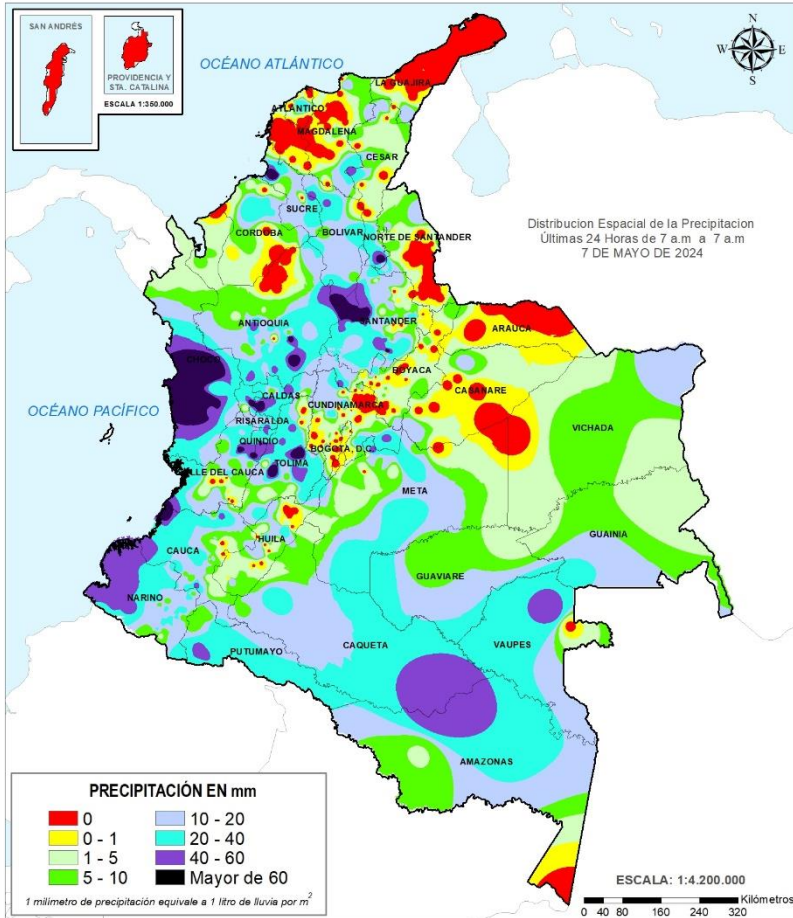 SAN ANDRÉS
PROVIDENCIA Y
STA. CATALINA
ESCALA 1:350.000
OCÉANO ATLÁNTICO
N
W
E
S
LA GUAJIRA
ATLANTICO
MAGDALENA
CESAR
SUCRE
CORDOBA
BOLIVAR
NORTE DE SANTANDER
Distribucion Espacial de la Precipitacion
Últimas 24 Horas de 7 a.m a 7 a.m
7 DE MAYO DE 2024
ANTIOQUIA
SANTANDER
ARAUCA
CHOCO
BOYACA
CASANARE
OCÉANO PACÍFICO
CALDAS
CUNDINAMARCA
RISARALDA
VICHADA
QUINDIO
BOGOTA, D.C.
TOLIMA
VALLE DEL CAUCA
META
GUAINIA
HUILA
CAUCA
GUAVIARE
NARINO
PUTUMAYO
CAQUETA
VAUPES
AMAZONAS
PRECIPITACIÓN EN mm
0
10 - 20
0 - 1
20 - 40
1 - 5
40 - 60
5 - 10
Mayor de 60
1 milimetro de precipitación equivale a 1 litro de lluvia por m²
ESCALA: 1:4.200.000
0 40 80 160 240 320 Kilómetros